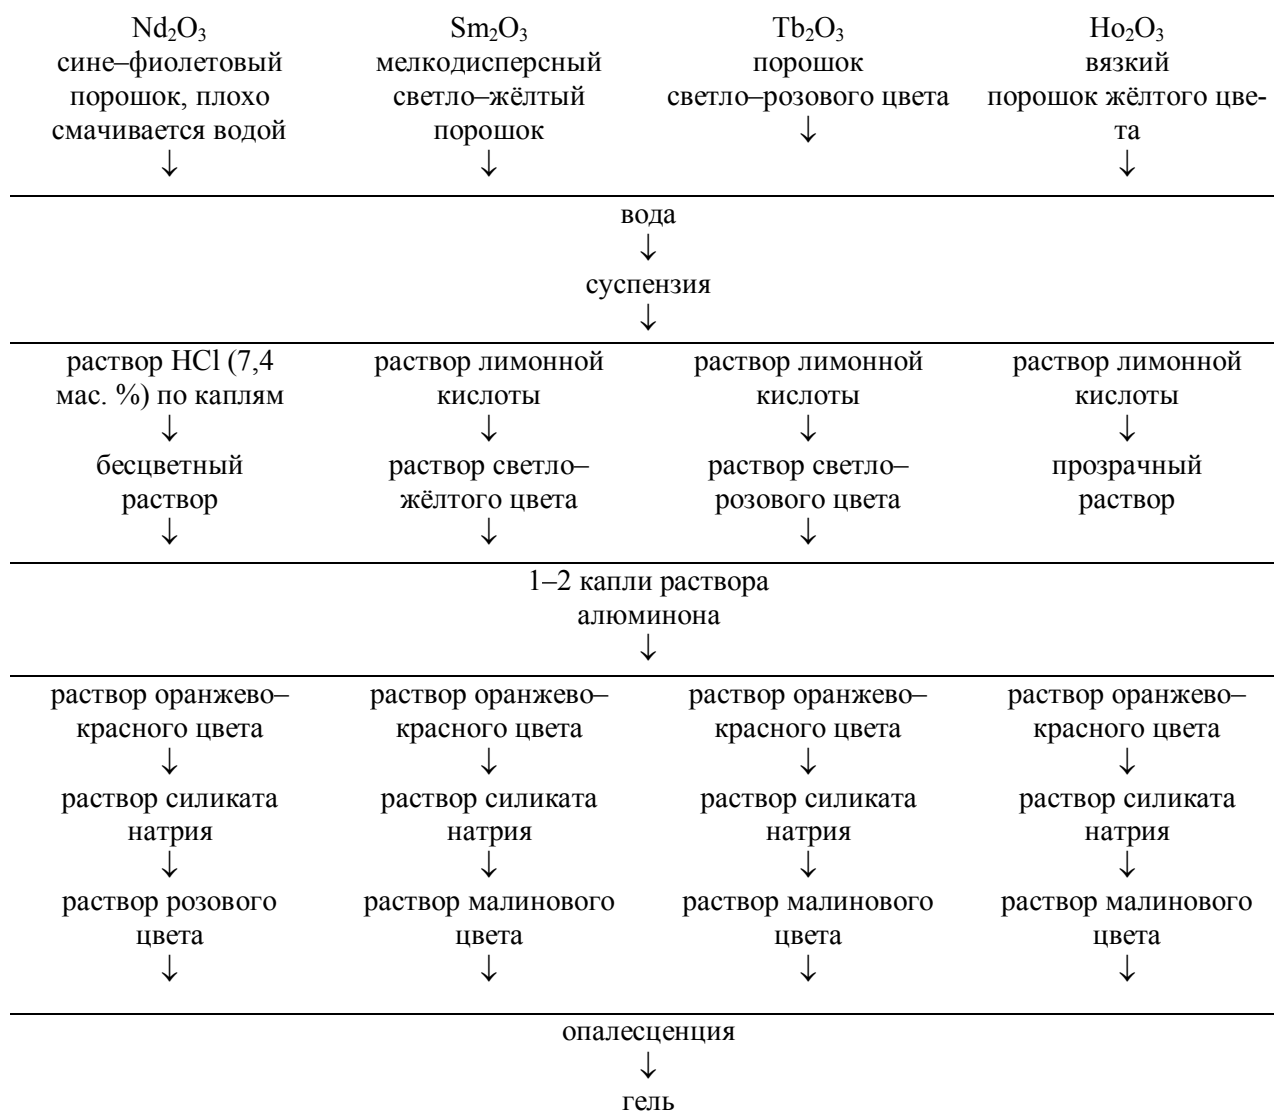 Nd₂O₃ Sm₂O₃ Tb₂O₃ Ho₂O₃
сине–фиолетовый мелкодисперсный порошок вязкий
порошок, плохо светло–жёлтый светло–розового цвета порошок жёлтого цве-
смачивается водой порошок ↓ та
↓ ↓ ↓
вода
↓
суспензия
↓
раствор HCl (7,4 раствор лимонной раствор лимонной раствор лимонной
мас. %) по каплям кислоты кислоты кислоты
↓ ↓ ↓ ↓
бесцветный раствор светло– раствор светло– прозрачный
раствор жёлтого цвета розового цвета раствор
↓ ↓ ↓
1–2 капли раствора
алюминона
↓
раствор оранжево– раствор оранжево– раствор оранжево– раствор оранжево–
красного цвета красного цвета красного цвета красного цвета
↓ ↓ ↓ ↓
раствор силиката раствор силиката раствор силиката раствор силиката
натрия натрия натрия натрия
↓ ↓ ↓ ↓
раствор розового раствор малинового раствор малинового раствор малинового
цвета цвета цвета цвета
↓ ↓ ↓ ↓
опалесценция
↓
гель